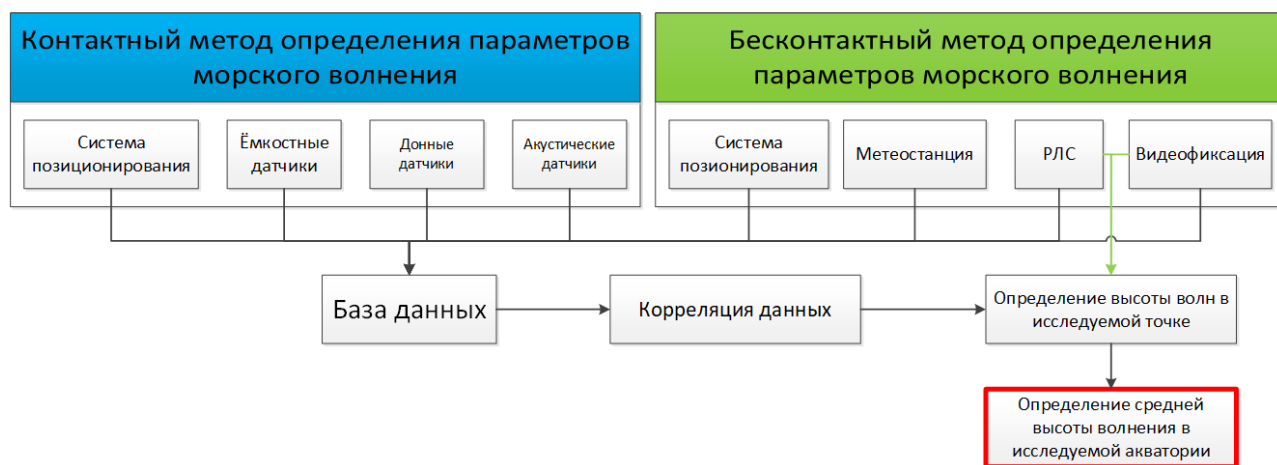 Контактный метод определения параметров
морского волнения
Бесконтактный метод определения
параметров морского волнения
Система
позиционирования
Ёмкостные
датчики
Донные
датчики
Акустические
датчики
Система
позионирования
Метеостанция
РЛС
Видеофиксация
База данных
Корреляция данных
Определение высоты волн в
исследуемой точке
Определение средней
высоты волнения в
исследуемой акватории